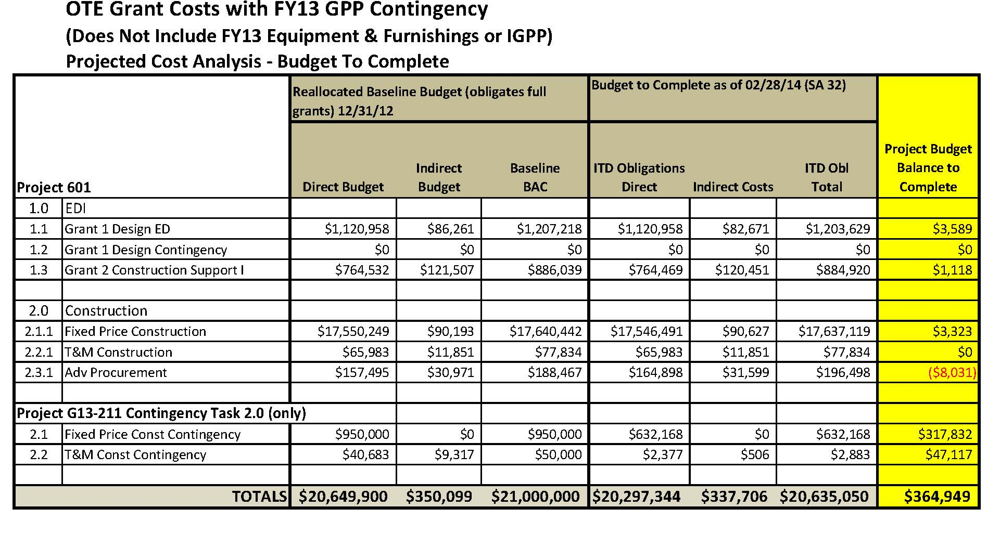 OTE Grant Costs with FY13 GPP Contingency
(Does Not Include FY13 Equipment & Furnishings or IGPP)
Projected Cost Analysis - Budget To Complete
Reallocated Baseline Budget (obligates full
grants) 12/31/12
Budget to Complete as of 02/28/14 (SA 32)
Project 601
Direct Budget
Indirect
Budget
Baseline
BAC
ITD Obligations
Direct
Indirect Costs
ITD Obl
Total
Project Budget
Balance to
Complete
1.0 EDI
1.1 Grant 1 Design ED $1,120,958 $86,261 $1,207,218 $1,120,958 $82,671 $1,203,629 $3,589
1.2 Grant 1 Design Contingency $0 $0 $0 $0 $0 $0 $0
1.3 Grant 2 Construction Support I $764,532 $121,507 $886,039 $764,469 $120,451 $884,920 $1,118
2.0 Construction
2.1.1 Fixed Price Construction $17,550,249 $90,193 $17,640,442 $17,546,491 $90,627 $17,637,119 $3,323
2.2.1 T&M Construction $65,983 $11,851 $77,834 $65,983 $11,851 $77,834 $0
2.3.1 Adv Procurement $157,495 $30,971 $188,467 $164,898 $31,599 $196,498 ($8,031)
Project G13-211 Contingency Task 2.0 (only)
2.1 Fixed Price Const Contingency $950,000 $0 $950,000 $632,168 $0 $632,168 $317,832
2.2 T&M Const Contingency $40,683 $9,317 $50,000 $2,377 $506 $2,883 $47,117
TOTALS $20,649,900 $350,099 $21,000,000 $20,297,344 $337,706 $20,635,050 $364,949